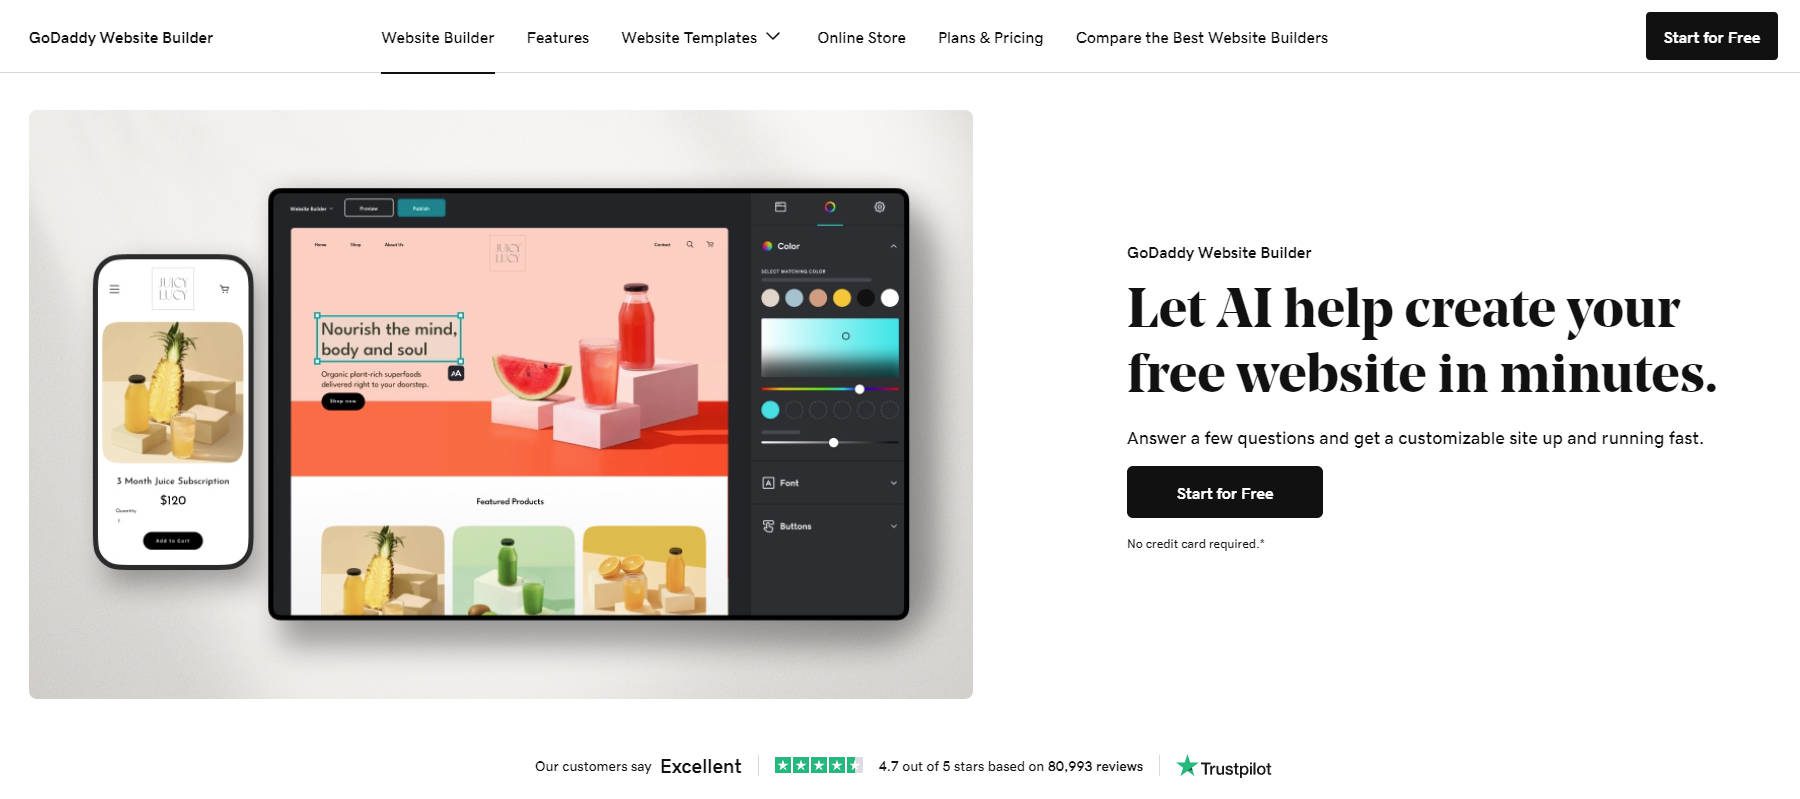 GoDaddy Website Builder
Website Builder
Features
Website Templates
Online Store
Plans & Pricing
Compare the Best Website Builders
Start for Free
JUICY
LUCY
3 Month Juice Subscription
$120
Quantity
1
Add to Cart
Website Builder
Preview
Publish
Home
Shop
About Us
JUICY
LUCY
Contact
Nourish the mind,
body and soul
AA
Organic plant-rich superfoods
delivered right to your doorstep.
Shop now
Featured Products
Color
SELECT MATCHING COLOR
A Font
Buttons
GoDaddy Website Builder
Let AI help create your
free website in minutes.
Answer a few questions and get a customizable site up and running fast.
Start for Free
No credit card required.*
Our customers say Excellent
4.7 out of 5 stars based on 80,993 reviews
Trustpilot